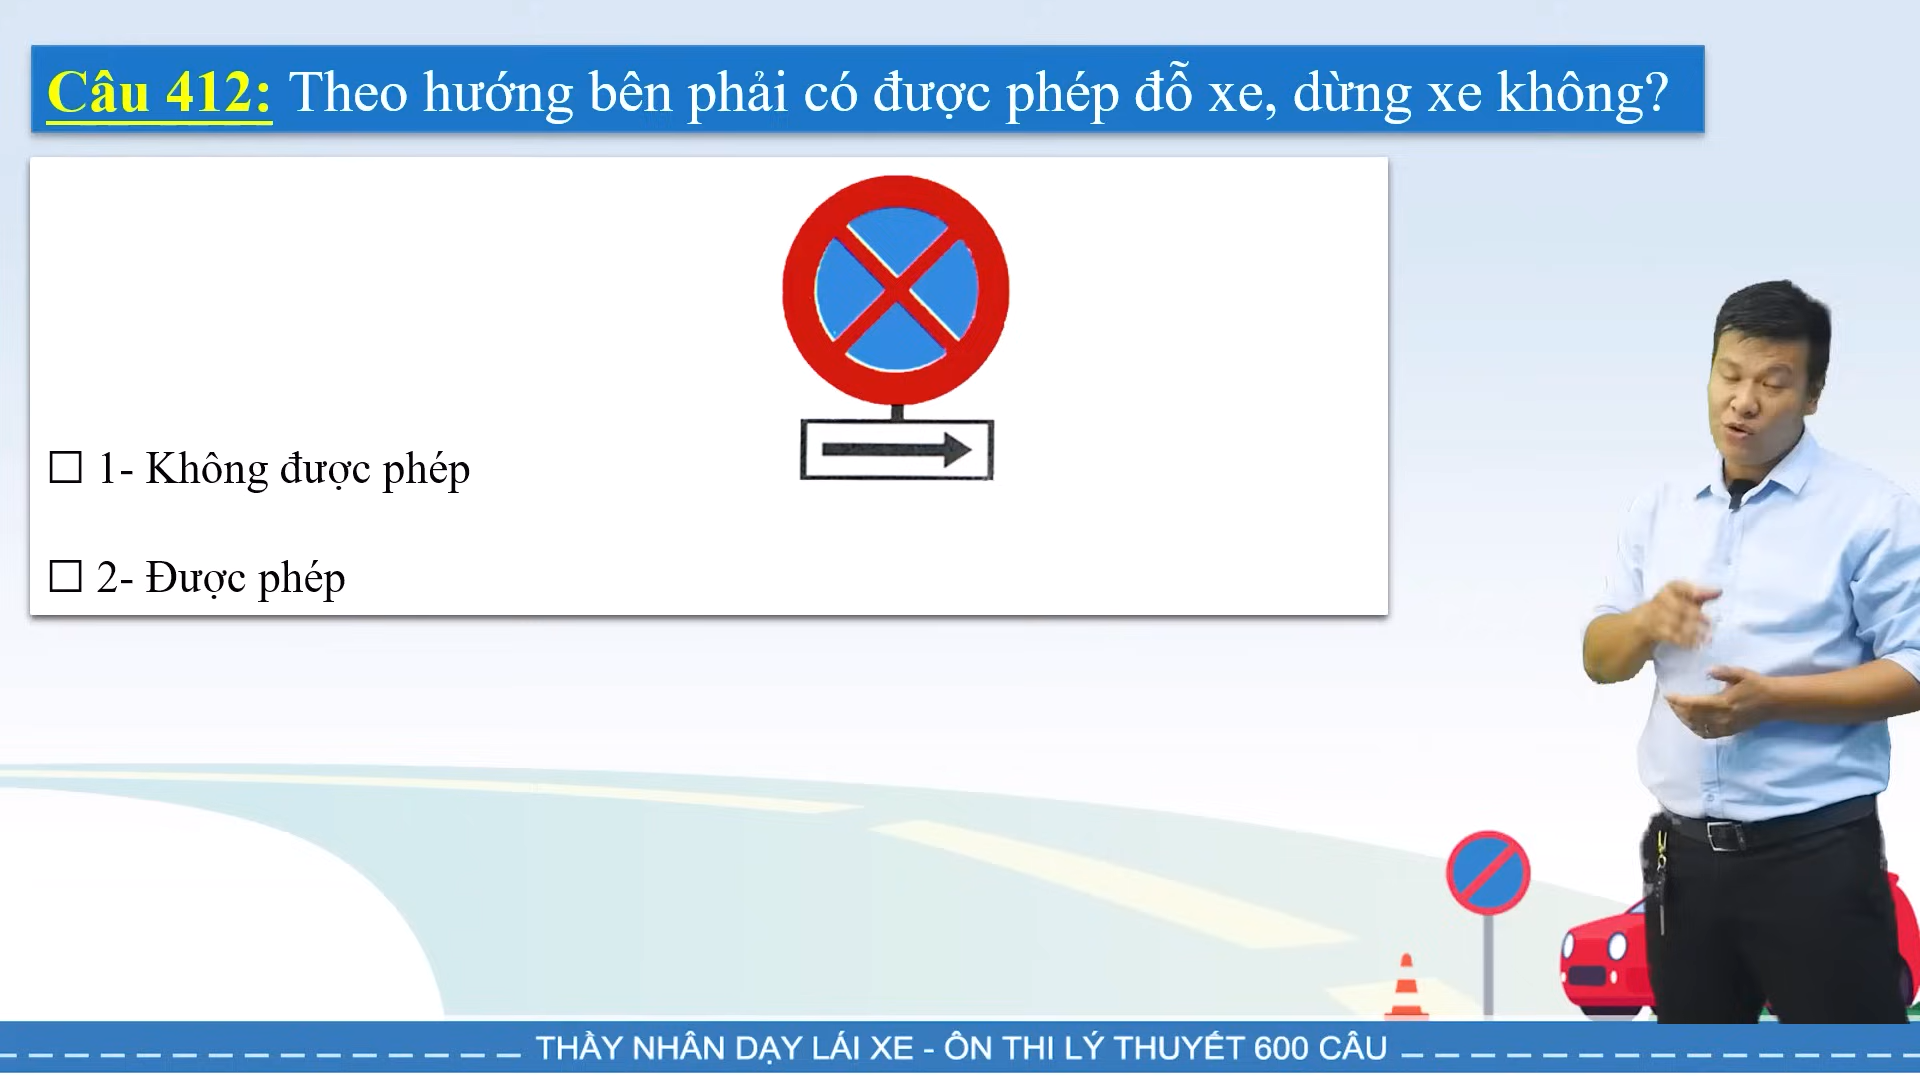 Câu 412: Theo hướng bên phải có được phép đỗ xe, dừng xe không?
☐ 1- Không được phép
☐ 2- Được phép
THẦY NHÂN DẠY LÁI XE - ÔN THI LÝ THUYẾT 600 CÂU